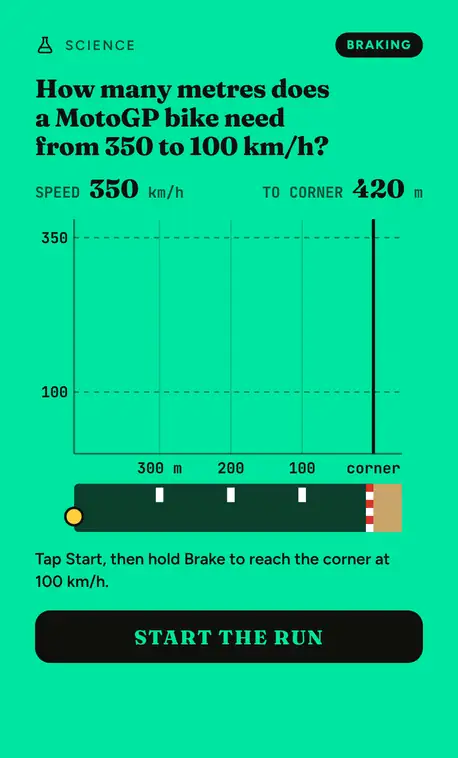 SCIENCE
BRAKING
How many metres does
a MotoGP bike need
from 350 to 100 km/h?
SPEED 350 km/h
TO CORNER 420 m
350
100
300 m 200 100 corner
Tap Start, then hold Brake to reach the corner at
100 km/h.
START THE RUN